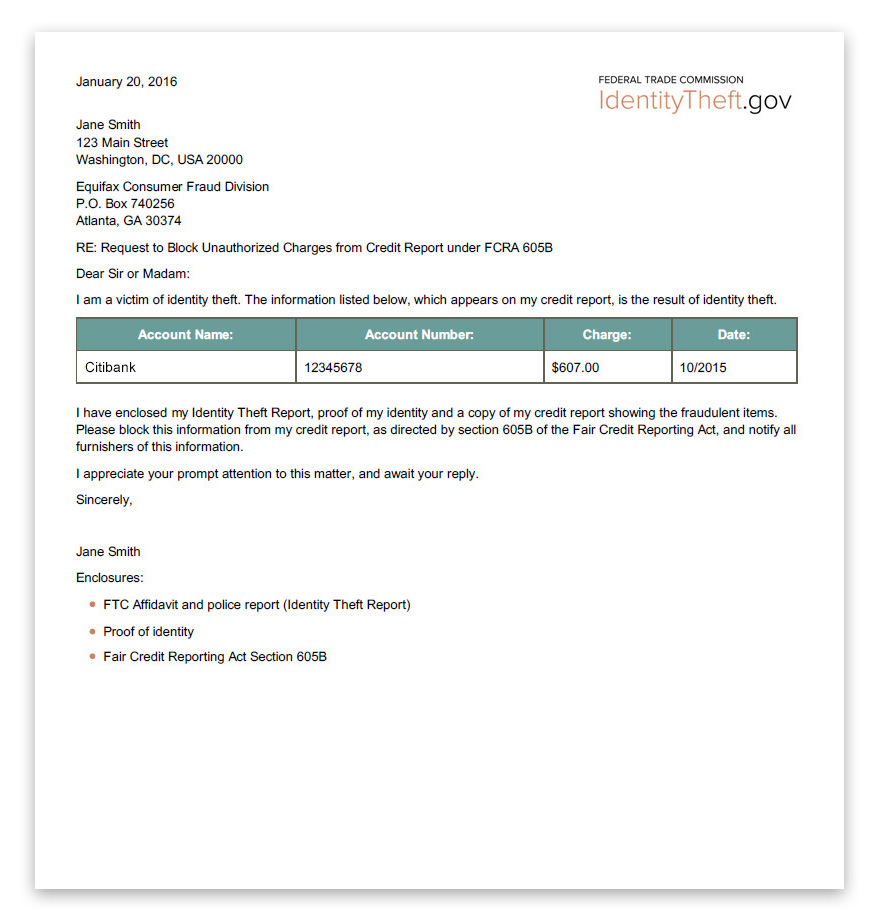 January 20, 2016
FEDERAL TRADE COMMISSION
IdentityTheft.gov
Jane Smith
123 Main Street
Washington, DC, USA 20000
Equifax Consumer Fraud Division
P.O. Box 740256
Atlanta, GA 30374
RE: Request to Block Unauthorized Charges from Credit Report under FCRA 605B
Dear Sir or Madam:
I am a victim of identity theft. The information listed below, which appears on my credit report, is the result of identity theft.
Account Name: Account Number: Charge: Date:
Citibank 12345678 $607.00 10/2015
I have enclosed my Identity Theft Report, proof of my identity and a copy of my credit report showing the fraudulent items.
Please block this information from my credit report, as directed by section 605B of the Fair Credit Reporting Act, and notify all
furnishers of this information.
I appreciate your prompt attention to this matter, and await your reply.
Sincerely,
Jane Smith
Enclosures:
• FTC Affidavit and police report (Identity Theft Report)
• Proof of identity
• Fair Credit Reporting Act Section 605B